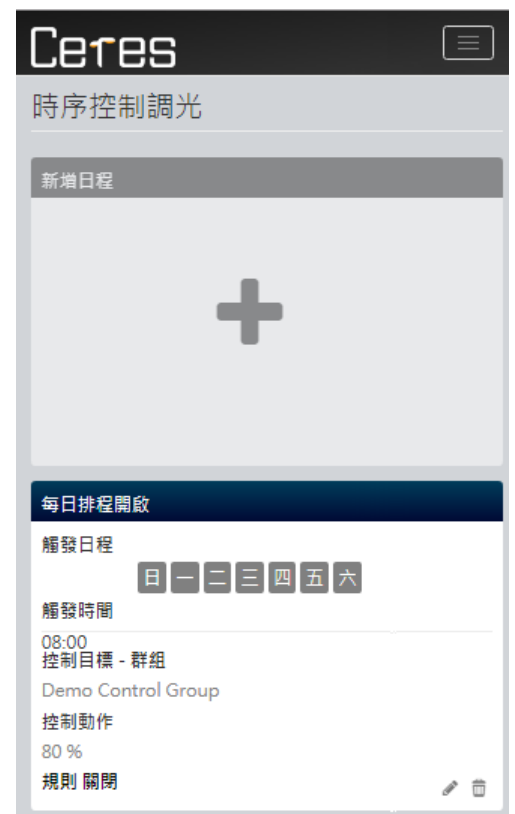 Ceres
時序控制調光
新增日程
每日排程開啟
觸發日程
日 一 二 三 四 五 六
觸發時間
08:00
控制目標 - 群組
Demo Control Group
控制動作
80 %
規則 關閉